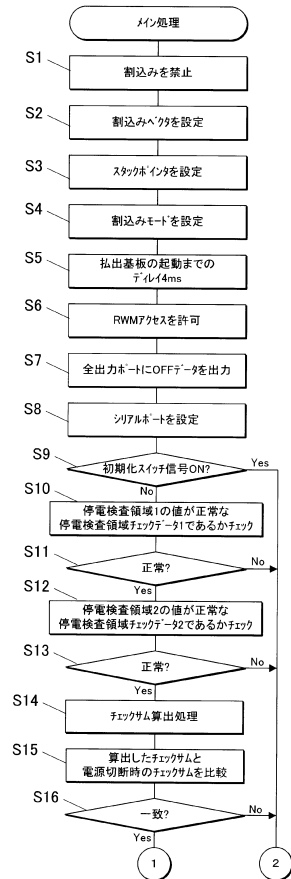 メイン処理
S1
割込みを禁止
S2
割込みベクタを設定
S3
スタックポインタを設定
S4
割込みモードを設定
S5
払出基板の起動までの
ディレイ4ms
S6
RWMアクセスを許可
S7
全出力ポートにOFFデータを出力
S8
シリアルポートを設定
S9
初期化スイッチ信号ON?
Yes
No
S10
停電検査領域1の値が正常な
停電検査領域チェックデータ1であるかチェック
S11
正常?
No
Yes
S12
停電検査領域2の値が正常な
停電検査領域チェックデータ2であるかチェック
S13
正常?
No
Yes
S14
チェックサム算出処理
S15
算出したチェックサムと
電源切断時のチェックサムを比較
S16
一致?
No
Yes
1
2